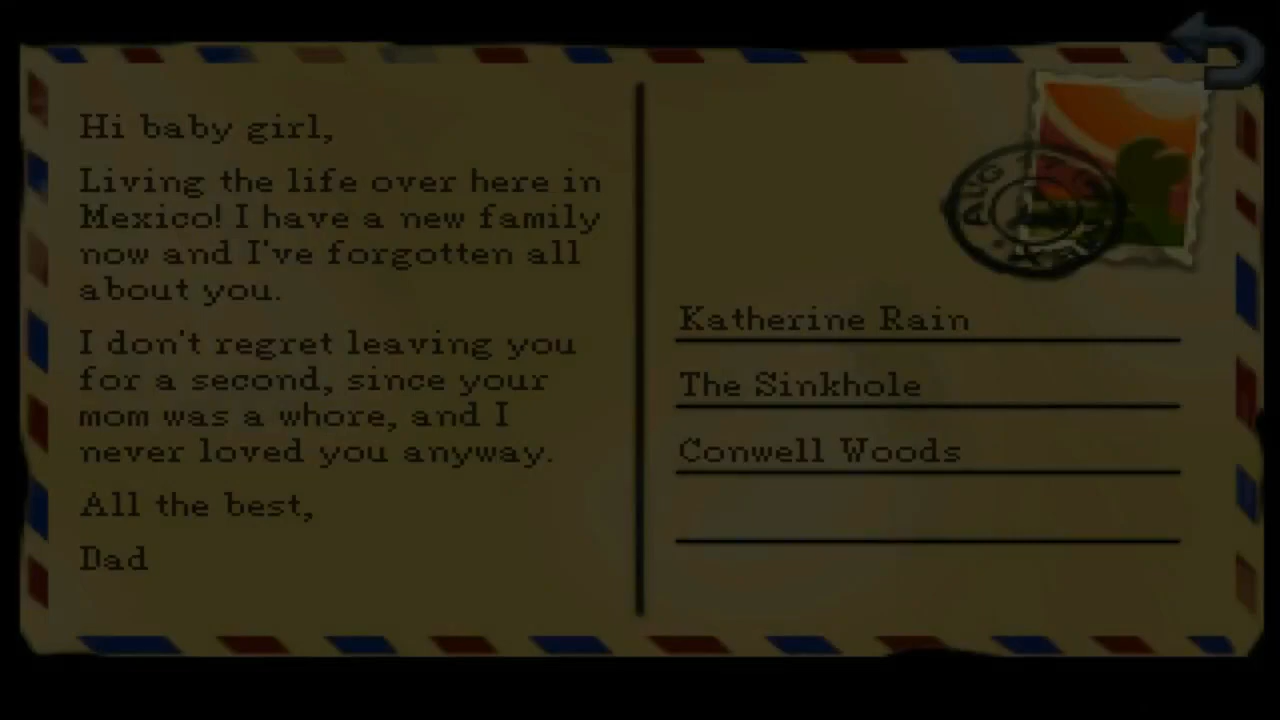 Hi baby girl,
Living the life over here in
Mexico! I have a new family
now and I've forgotten all
about you.
I don't regret leaving you
for a second, since your
mom was a whore, and I
never loved you anyway.
All the best,
Dad
AUG
Katherine Rain
The Sinkhole
Conwell Woods